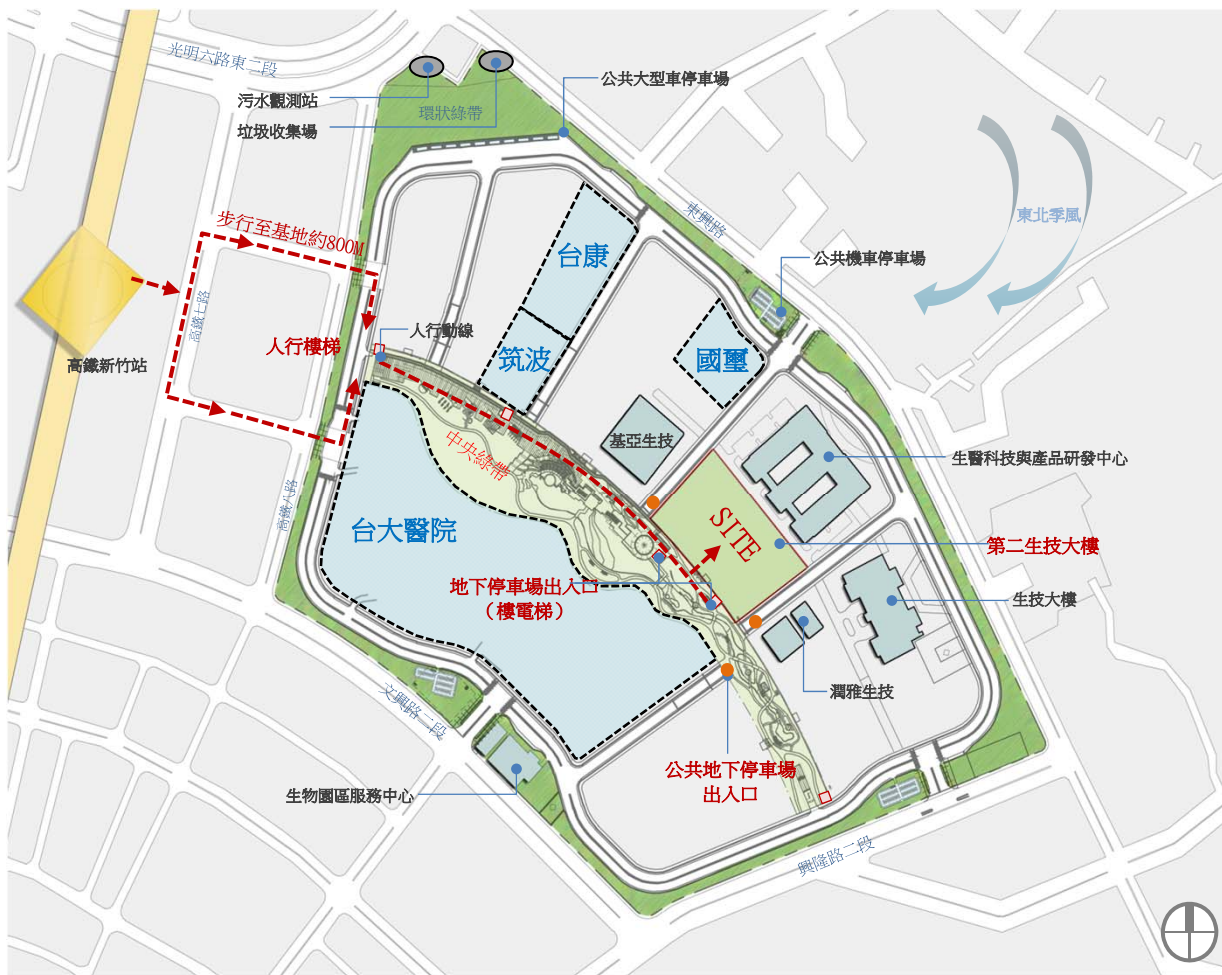 光明六路東二段
污水觀測站
垃圾收集場
環狀綠帶
公共大型車停車場
東興路
東北季風
步行至基地約800M
公共機車停車場
台康
高鐵七路
人行樓梯
人行動線
高鐵新竹站
筑波
國璽
中央綠帶
基亞生技
生醫科技與產品研發中心
高鐵八路
台大醫院
SITE
第二生技大樓
地下停車場出入口
（樓電梯）
生技大樓
潤雅生技
文興路二段
公共地下停車場
出入口
生物園區服務中心
興隆路二段